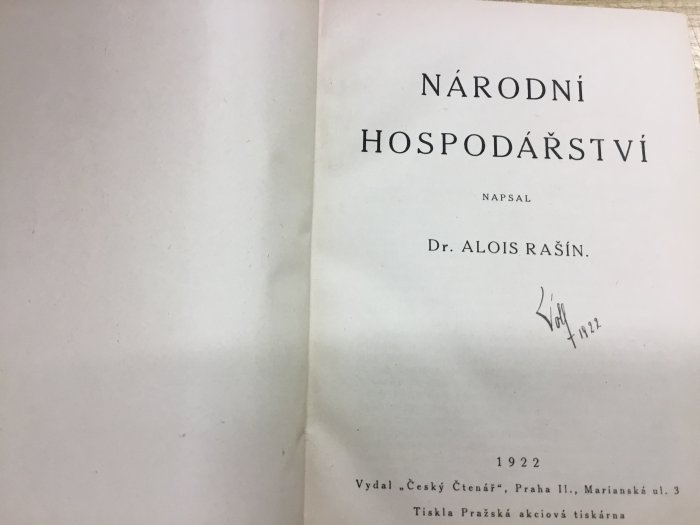 NÁRODNÍ
HOSPODÁŘSTVÍ
NAPSAL
Dr. ALOIS RAŠÍN.
1922
1922
Vydal „Český Čtenář“, Praha II., Marianská ul. 3
Tiskla Pražská akciová tiskárna